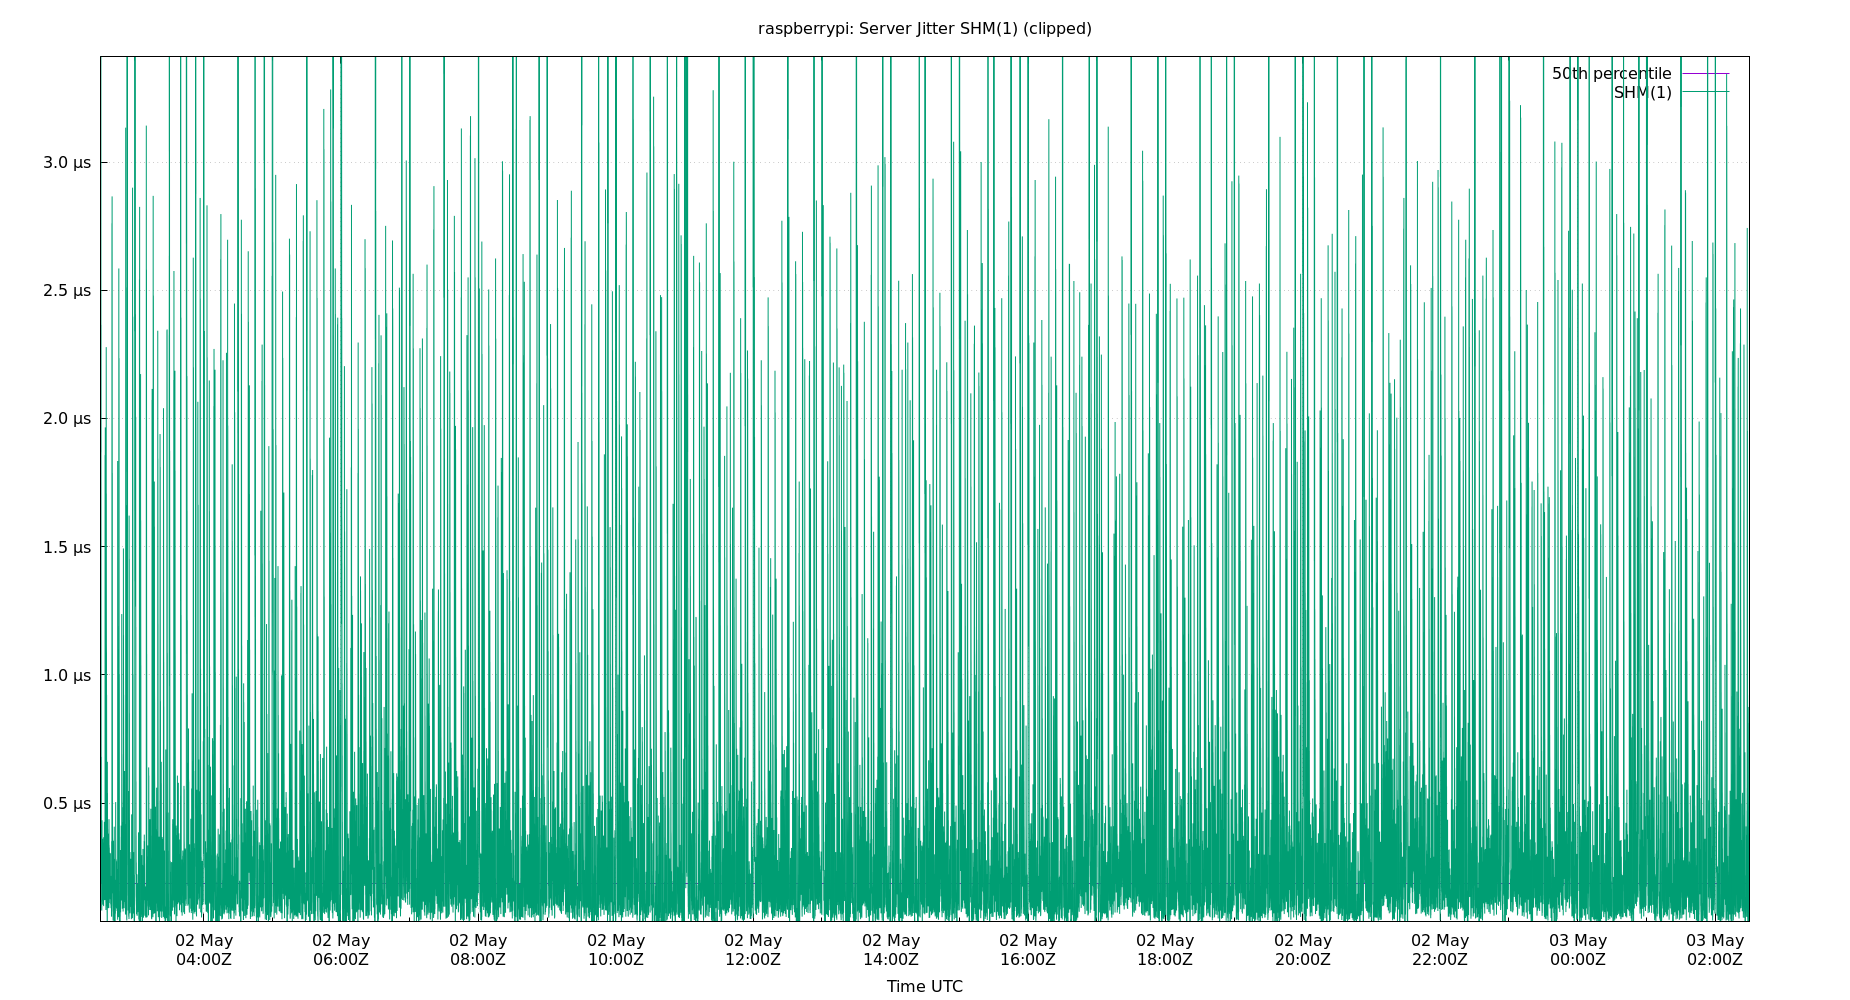 raspberrypi: Server Jitter SHM(1) (clipped)
50th percentile
SHM(1)
3.0 µs
2.5 µs
2.0 µs
1.5 µs
1.0 µs
0.5 µs
02 May 02 May 02 May 02 May 02 May 02 May 02 May 02 May 02 May 02 May 03 May 03 May
04:00Z 06:00Z 08:00Z 10:00Z 12:00Z 14:00Z 16:00Z 18:00Z 20:00Z 22:00Z 00:00Z 02:00Z
Time UTC